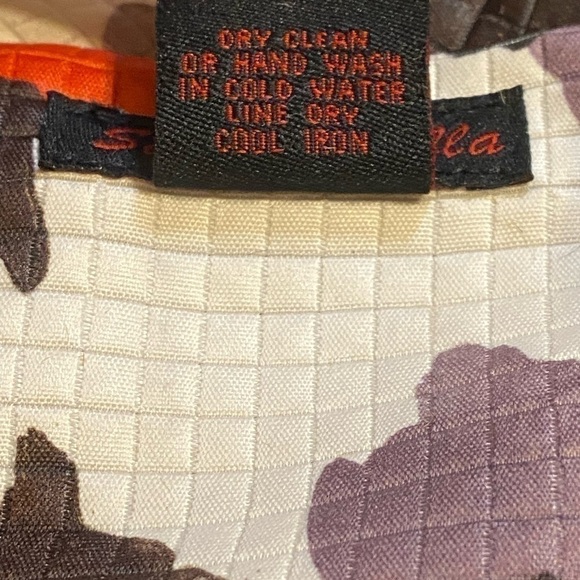 DRY CLEAN
OR HAND WASH
IN COLD WATER
LINE DRY
COOL IRON